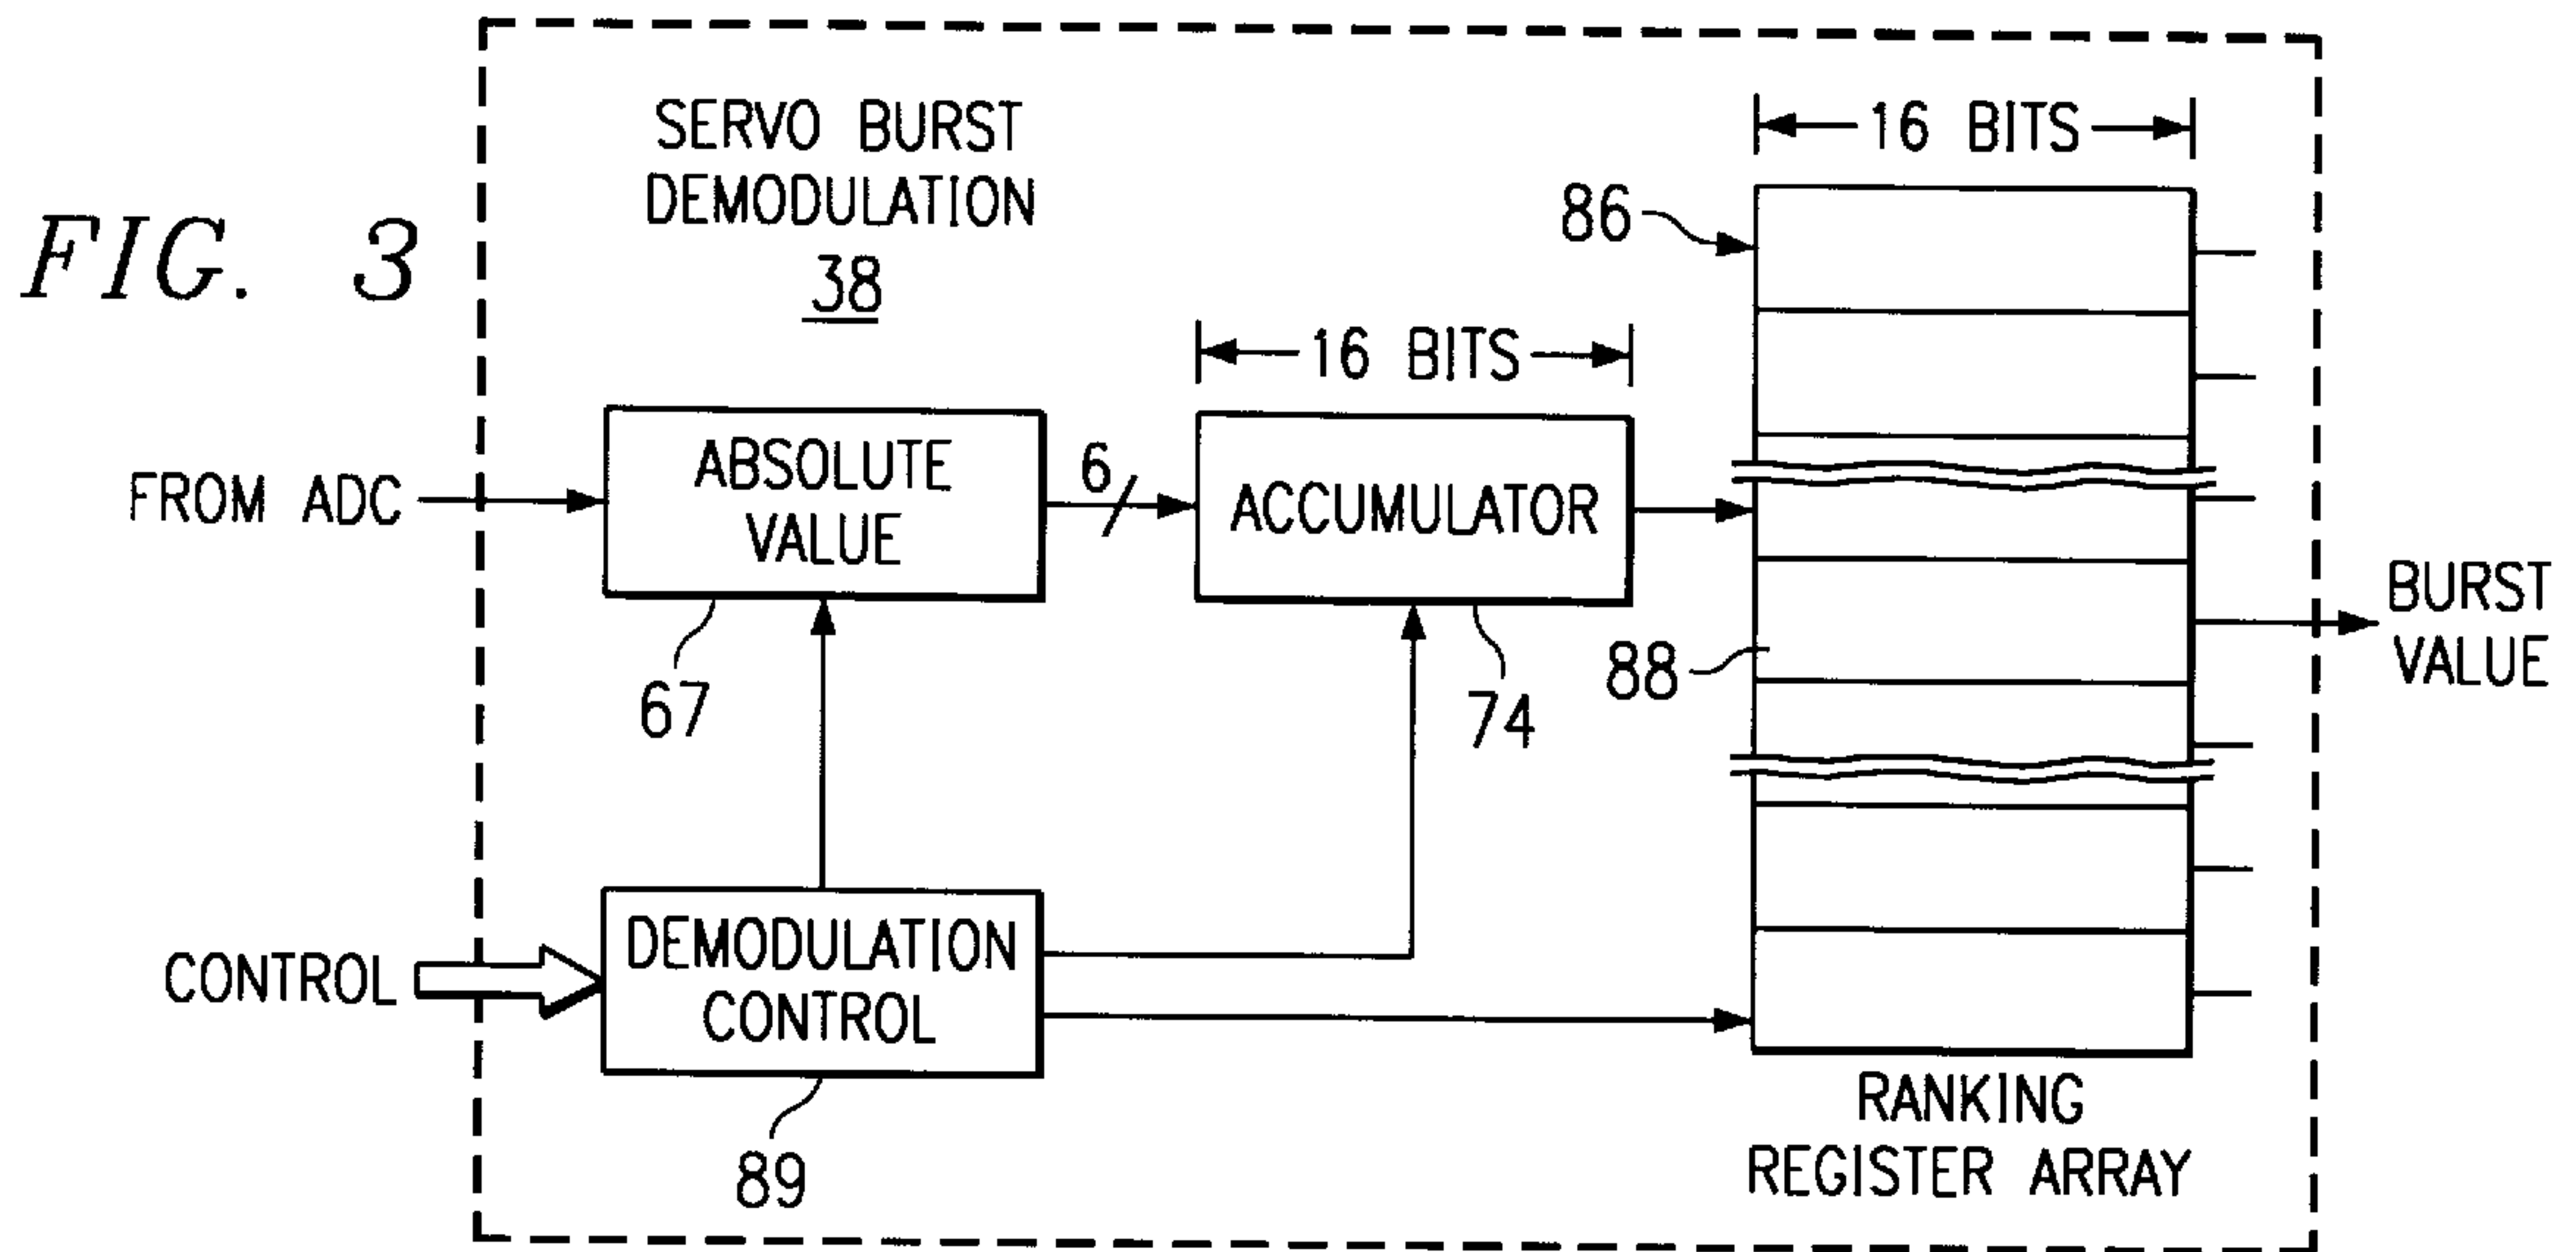 FIG. 3
SERVO BURST
DEMODULATION
38
16 BITS
86
16 BITS
FROM ADC
ABSOLUTE
VALUE
6
ACCUMULATOR
BURST
VALUE
67
74
88
CONTROL
DEMODULATION
CONTROL
89
RANKING
REGISTER ARRAY